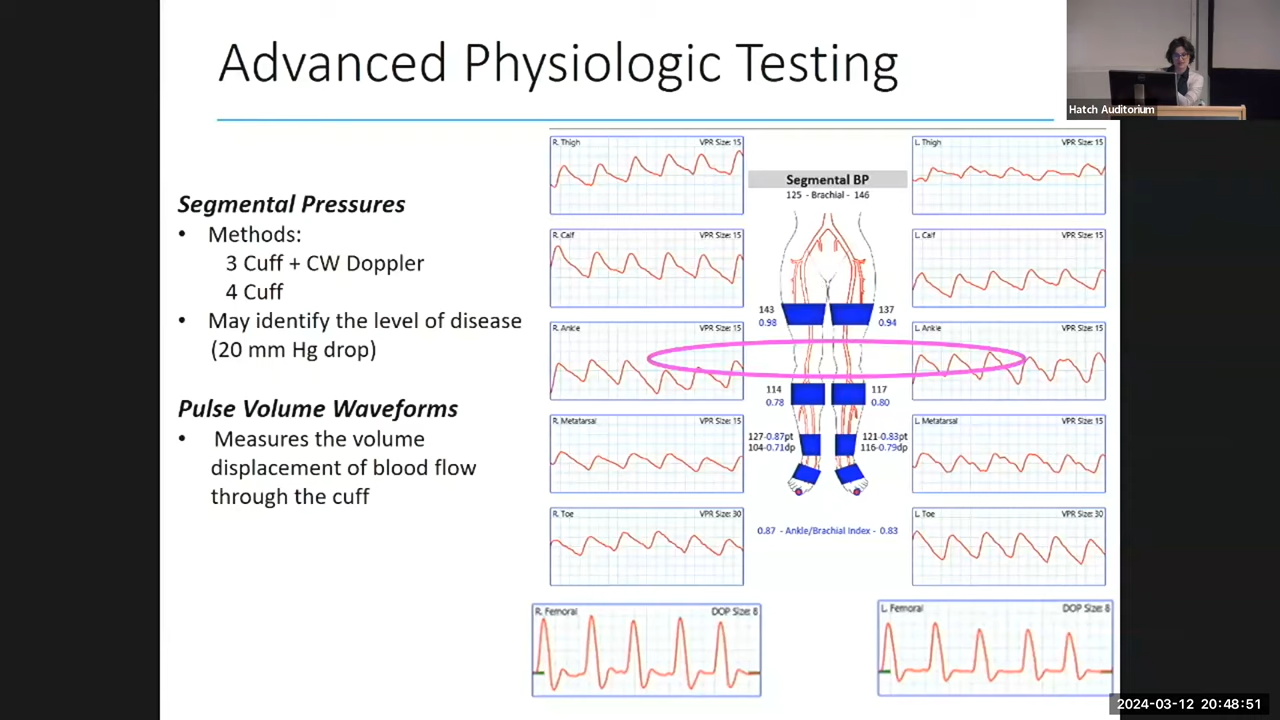 Advanced Physiologic Testing
Hatch Auditorium
Segmental Pressures
• Methods:
3 Cuff + CW Doppler
4 Cuff
• May identify the level of disease
(20 mm Hg drop)
Pulse Volume Waveforms
• Measures the volume
displacement of blood flow
through the cuff
R. Thigh VPR Size: 15
R. Calf VPR Size: 15
R. Ankle VPR Size: 15
R. Metatarsal VPR Size: 15
R. Toe VPR Size: 30
Segmental BP
125 - Brachial - 146
143 137
0.98 0.94
114 117
0.78 0.80
127-0.87pt 121-0.83pt
104-0.71dp 116-0.79dp
0.87 - Ankle/Brachial Index - 0.83
L. Thigh VPR Size: 15
L. Calf VPR Size: 15
L. Ankle VPR Size: 15
L. Metatarsal VPR Size: 15
L. Toe VPR Size: 30
R. Femoral DOP Size: 8
L. Femoral DOP Size: 8
2024-03-12 20:48:51